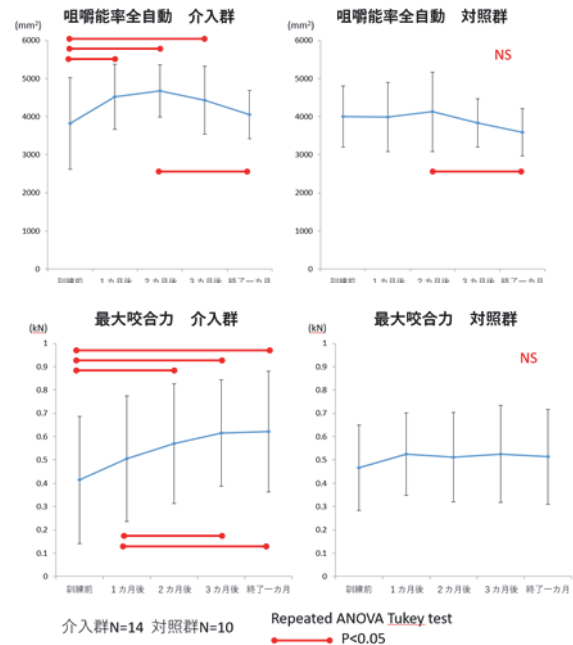 咀嚼能率全自動　介入群
(mm²)
6000
5000
4000
3000
2000
1000
0
訓練前 1カ月後 2カ月後 3カ月後 終了一カ月
咀嚼能率全自動　対照群
(mm²)
NS
6000
5000
4000
3000
2000
1000
0
訓練前 1カ月後 2カ月後 3カ月後 終了一カ月
最大咬合力　介入群
(kN)
1
0.9
0.8
0.7
0.6
0.5
0.4
0.3
0.2
0.1
0
訓練前 1カ月後 2カ月後 3カ月後 終了一カ月
最大咬合力　対照群
(kN)
NS
1
0.9
0.8
0.7
0.6
0.5
0.4
0.3
0.2
0.1
0
訓練前 1カ月後 2カ月後 3カ月後 終了一カ月
介入群N=14 対照群N=10
Repeated ANOVA Tukey test
P<0.05